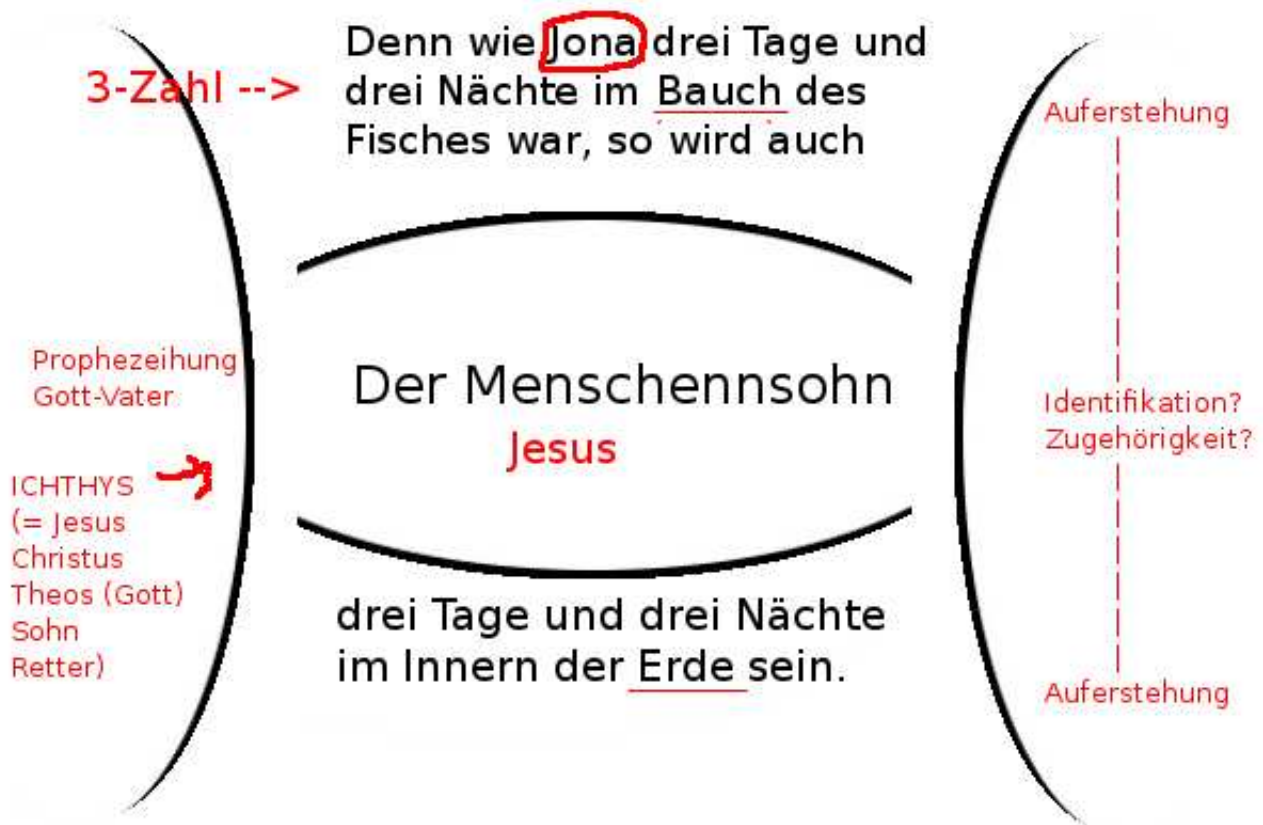 Denn wie Jona drei Tage und
3-Zahl --> drei Nächte im Bauch des
Fisches war, so wird auch
Der Menschennsohn
Jesus
drei Tage und drei Nächte
im Innern der Erde sein.
Prophezeihung
Gott-Vater
ICHTHYS
(= Jesus
Christus
Theos (Gott)
Sohn
Retter)
Auferstehung
Identifikation?
Zugehörigkeit?
Auferstehung